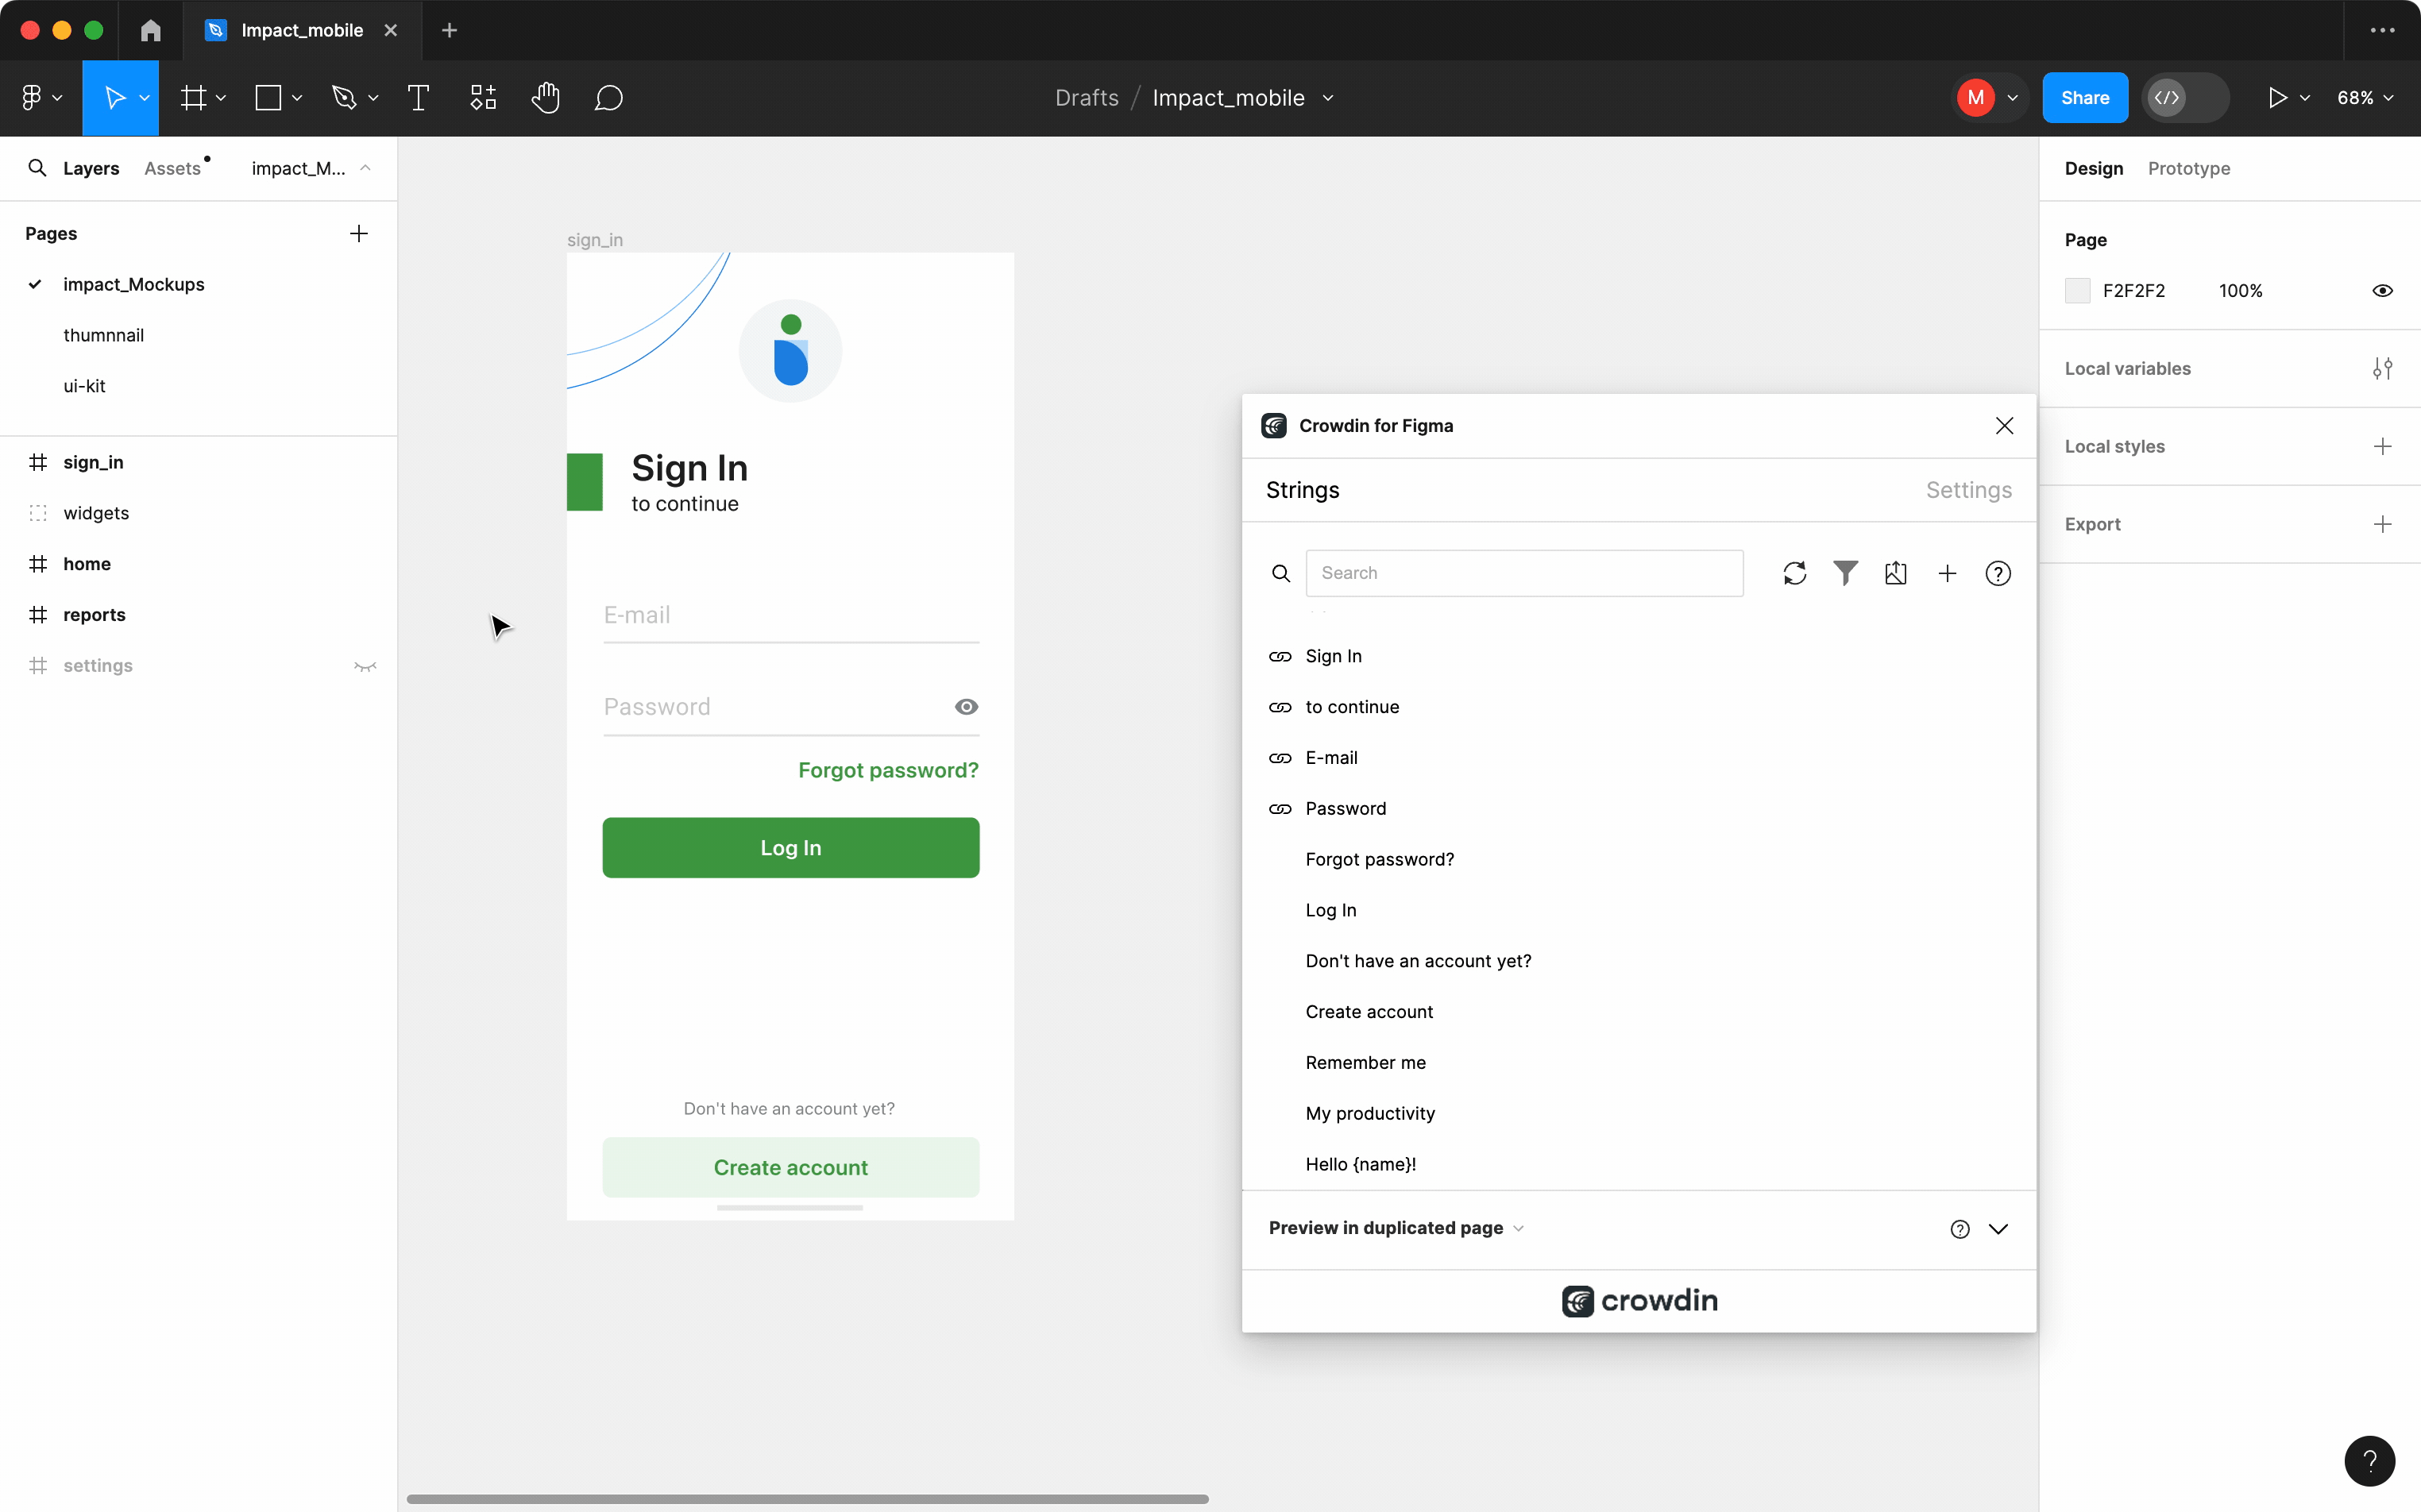 Impact_mobile
Drafts / Impact_mobile
M
Share
68%
Layers
Assets
impact_M...
Pages
impact_Mockups
thumnnail
ui-kit
sign_in
widgets
home
reports
settings
sign_in
Sign In
to continue
E-mail
Password
Forgot password?
Log In
Don't have an account yet?
Create account
Crowdin for Figma
Strings
Settings
Search
Sign In
to continue
E-mail
Password
Forgot password?
Log In
Don't have an account yet?
Create account
Remember me
My productivity
Hello {name}!
Preview in duplicated page
crowdin
Design
Prototype
Page
F2F2F2
100%
Local variables
Local styles
Export
?